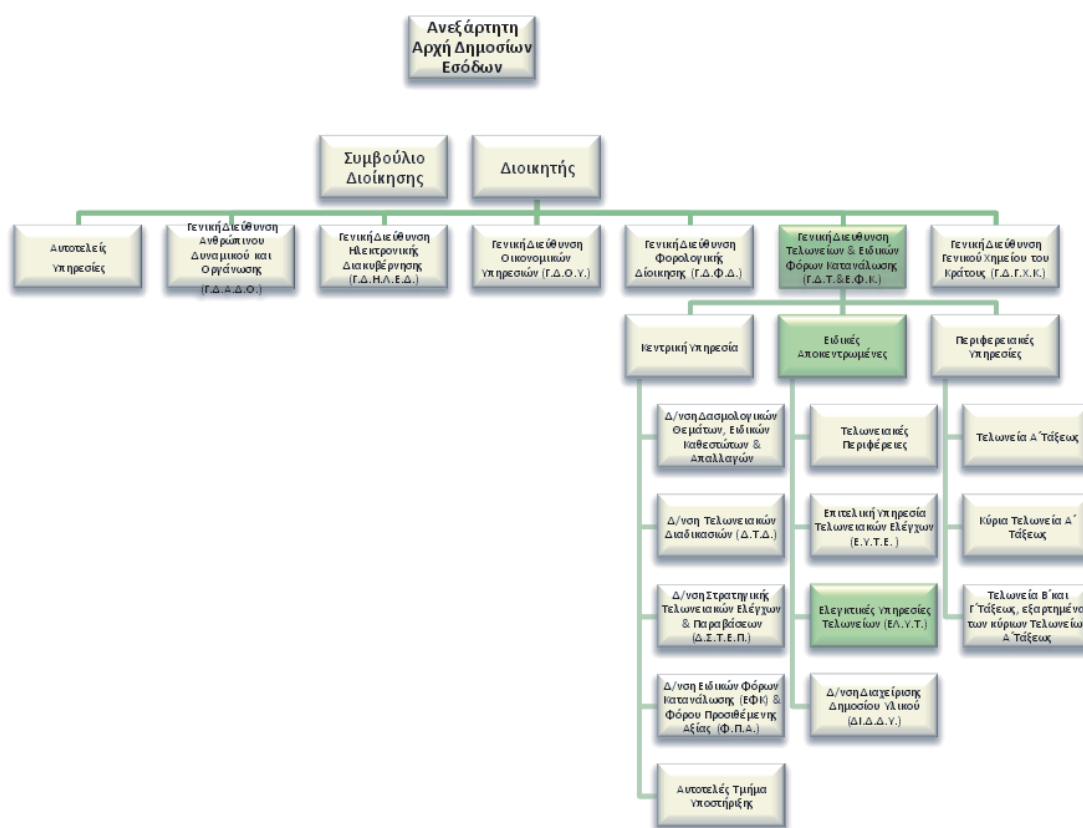 Ανεξάρτητη
Αρχή Δημοσίων
Εσόδων
Συμβούλιο
Διοίκησης
Διοικητής
Αυτοτελείς
Υπηρεσίες
Γενική Διεύθυνση
Ανθρώπινου
Δυναμικού και
Οργάνωσης
(Γ.Δ.Α.Δ.Ο.)
Γενική Διεύθυνση
Ηλεκτρονικής
Διακυβέρνησης
(Γ.Δ.Η.Λ.Ε.Δ.)
Γενική Διεύθυνση
Οικονομικών
Υπηρεσιών (Γ.Δ.Ο.Υ.)
Γενική Διεύθυνση
Φορολογικής
Δίοικησης (Γ.Δ.Φ.Δ.)
Γενική Διευθυνση
Τελωνείων & Ειδικών
Φόρων Κατανάλωσης
(Γ.Δ.Τ.&Ε.Φ.Κ.)
Γενική Διεύθυνση
Γενικού Χημείου του
Κράτους (Γ.Δ.Γ.Χ.Κ.)
Κεντρική Υπηρεσία
Ειδικές
Αποκεντρωμένες
Περιφερειακές
Υπηρεσίες
Δ/νση Δασμολογικών
Θεμάτων, Ειδικών
Καθεστώτων &
Απαλλαγών
Δ/νση Τελωνειακών
Διαδικασιών (Δ.Τ.Δ.)
Δ/νση Στρατηγικής
Τελωνειακών Ελέγχων
& Παραβάσεων
(Δ.Σ.Τ.Ε.Π.)
Δ/νση Ειδικών Φόρων
Κατανάλωσης (ΕΦΚ) &
Φόρου Προσιθέμενης
Αξίας (Φ.Π.Α.)
Αυτοτελές Τμήμα
Υποστήριξης
Τελωνειακές
Περιφέρειες
Επιτελική Υπηρεσία
Τελωνειακών Ελέγχων
(Ε.Υ.Τ.Ε. )
Ελεγκτικές Υπηρεσίες
Τελωνείων (ΕΛ.Υ.Τ.)
Δ/νση Διαχείρισης
Δημοσίου Υλικού
(ΔΙ.Δ.Δ.Υ.)
Τελωνεία Α΄Τάξεως
Κύρια Τελωνεία Α΄
Τάξεως
Τελωνεία Β΄και
Γ΄Τάξεως, εξαρτημένα
των κύριων Τελωνείων
Α΄Τάξεως